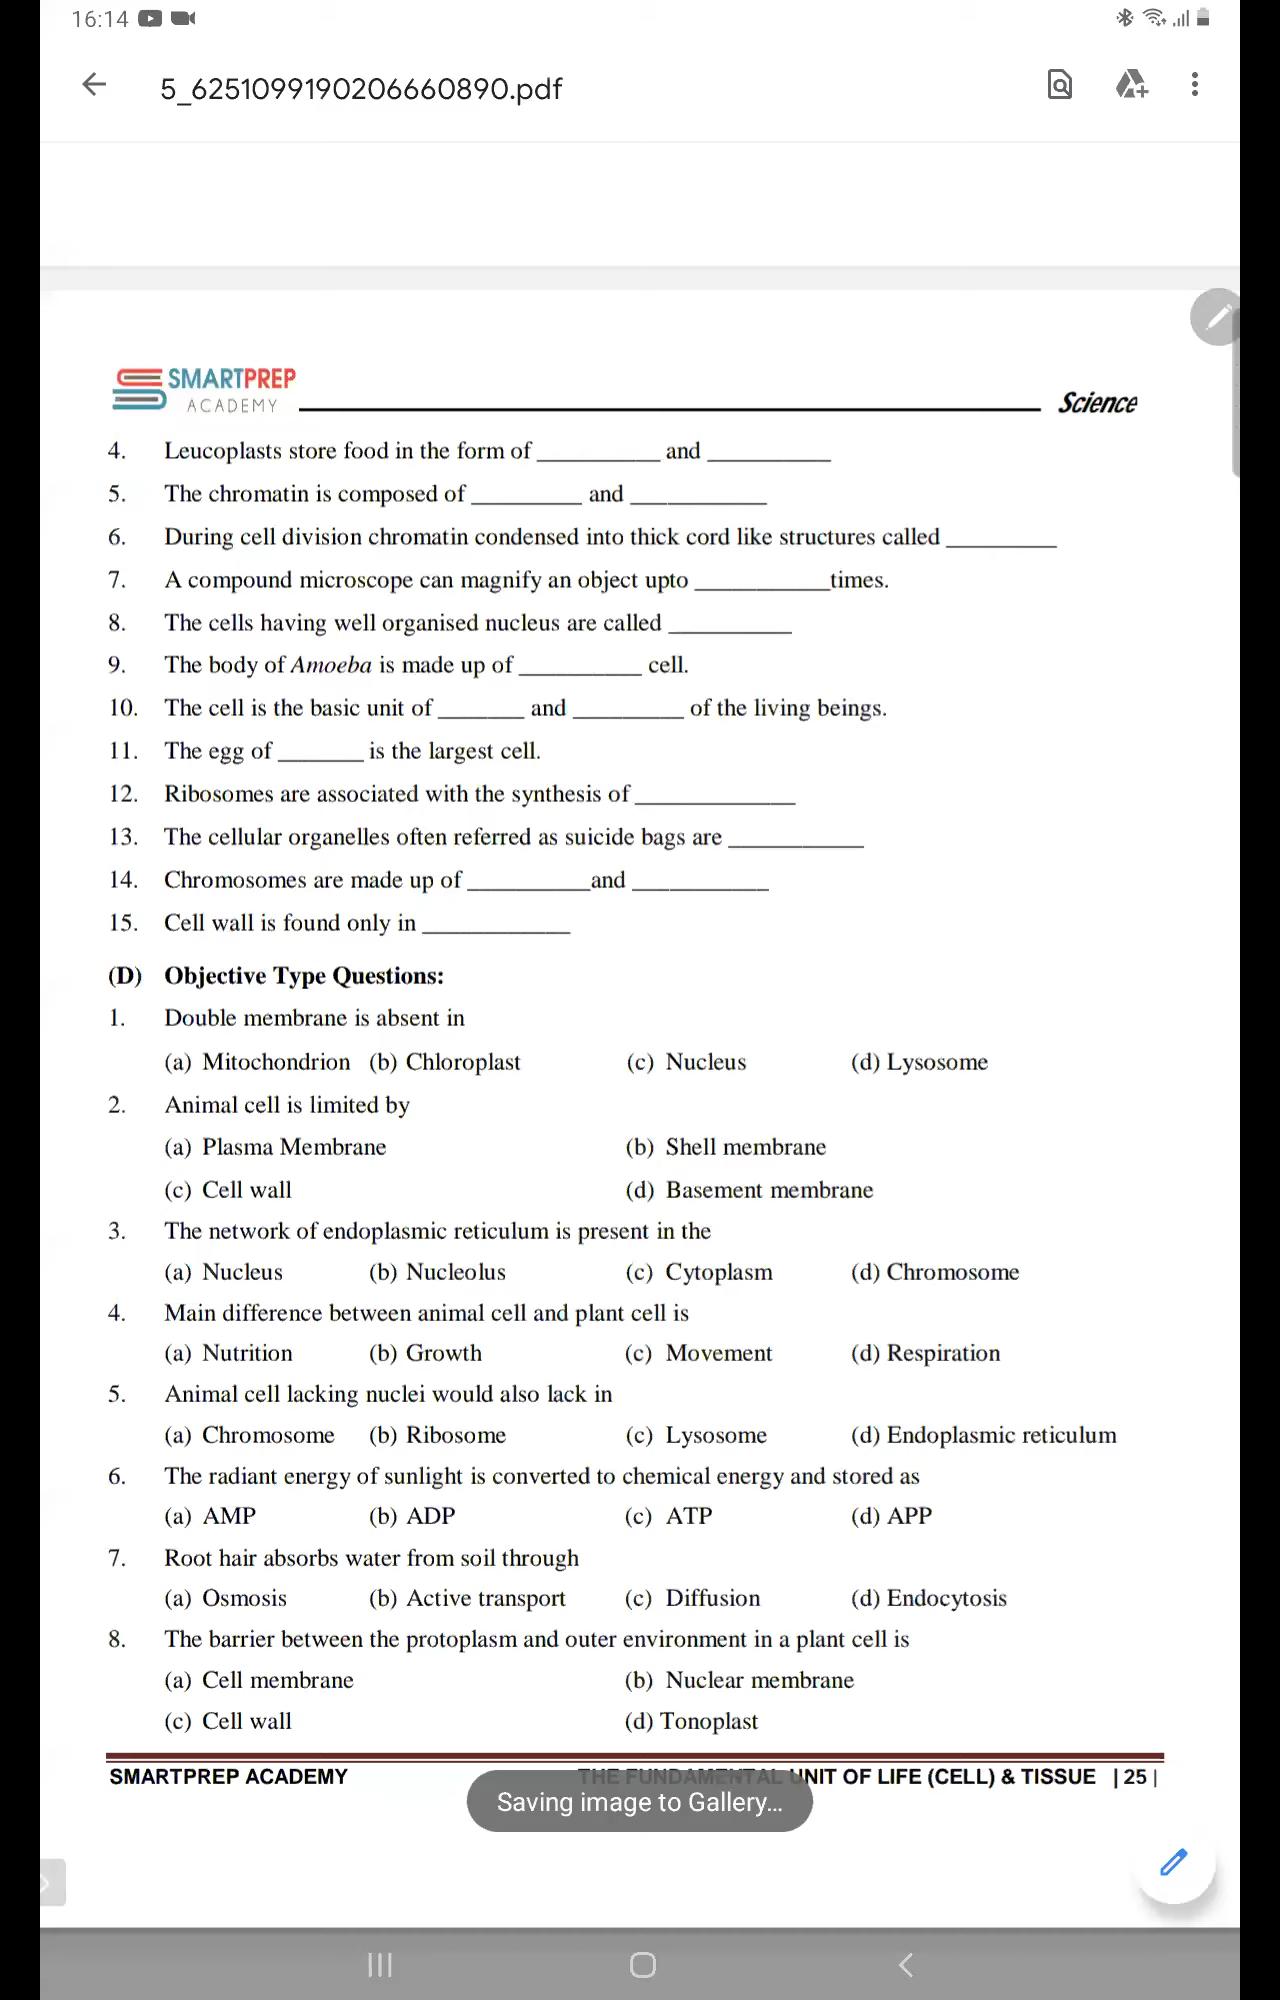 16:14
5_6251099190206660890.pdf
SMARTPREP
ACADEMY
Science
4. Leucoplasts store food in the form of __________ and __________
5. The chromatin is composed of _________ and ___________
6. During cell division chromatin condensed into thick cord like structures called _________
7. A compound microscope can magnify an object upto ___________times.
8. The cells having well organised nucleus are called __________
9. The body of Amoeba is made up of __________ cell.
10. The cell is the basic unit of _______ and _________ of the living beings.
11. The egg of _______ is the largest cell.
12. Ribosomes are associated with the synthesis of _____________
13. The cellular organelles often referred as suicide bags are ___________
14. Chromosomes are made up of __________and ___________
15. Cell wall is found only in ____________
(D) Objective Type Questions:
1. Double membrane is absent in
(a) Mitochondrion (b) Chloroplast (c) Nucleus (d) Lysosome
2. Animal cell is limited by
(a) Plasma Membrane (b) Shell membrane
(c) Cell wall (d) Basement membrane
3. The network of endoplasmic reticulum is present in the
(a) Nucleus (b) Nucleolus (c) Cytoplasm (d) Chromosome
4. Main difference between animal cell and plant cell is
(a) Nutrition (b) Growth (c) Movement (d) Respiration
5. Animal cell lacking nuclei would also lack in
(a) Chromosome (b) Ribosome (c) Lysosome (d) Endoplasmic reticulum
6. The radiant energy of sunlight is converted to chemical energy and stored as
(a) AMP (b) ADP (c) ATP (d) APP
7. Root hair absorbs water from soil through
(a) Osmosis (b) Active transport (c) Diffusion (d) Endocytosis
8. The barrier between the protoplasm and outer environment in a plant cell is
(a) Cell membrane (b) Nuclear membrane
(c) Cell wall (d) Tonoplast
SMARTPREP ACADEMY THE FUNDAMENTAL UNIT OF LIFE (CELL) & TISSUE | 25 |
Saving image to Gallery...